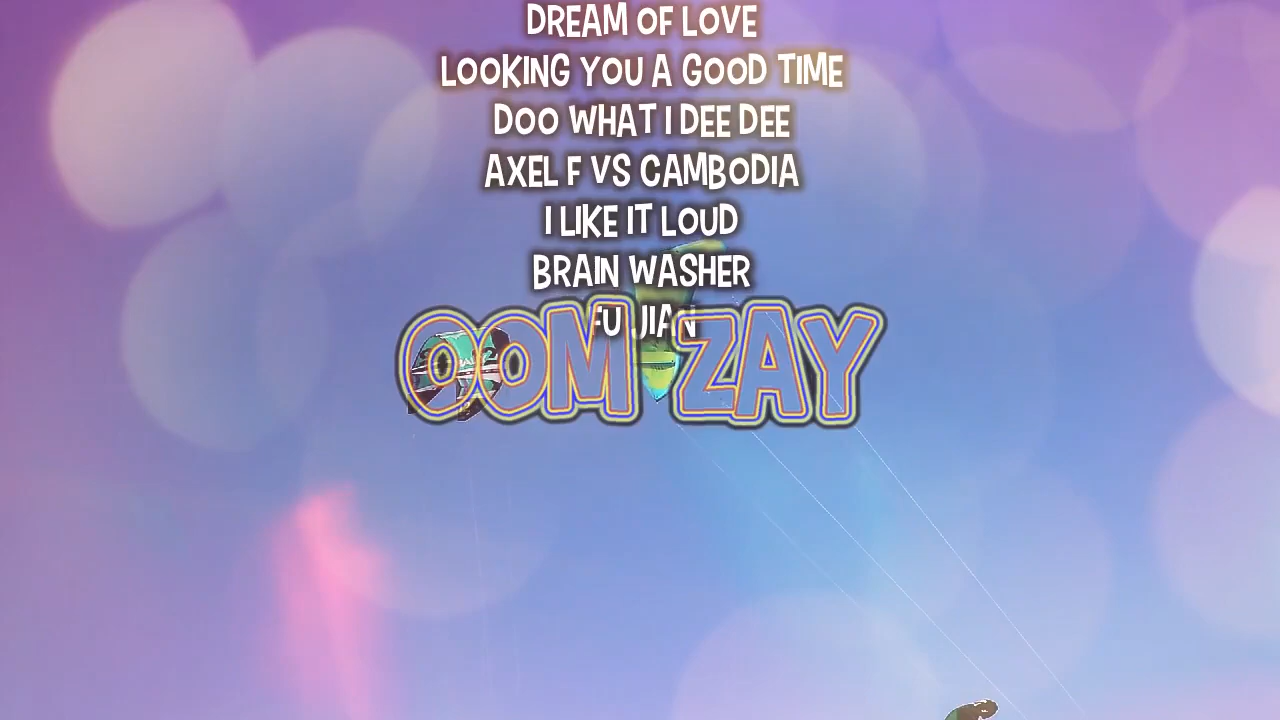 DREAM OF LOVE
LOOKING YOU A GOOD TIME
DOO WHAT I DEE DEE
AXEL F VS CAMBODIA
I LIKE IT LOUD
BRAIN WASHER
FU JIAN
OOM ZAY